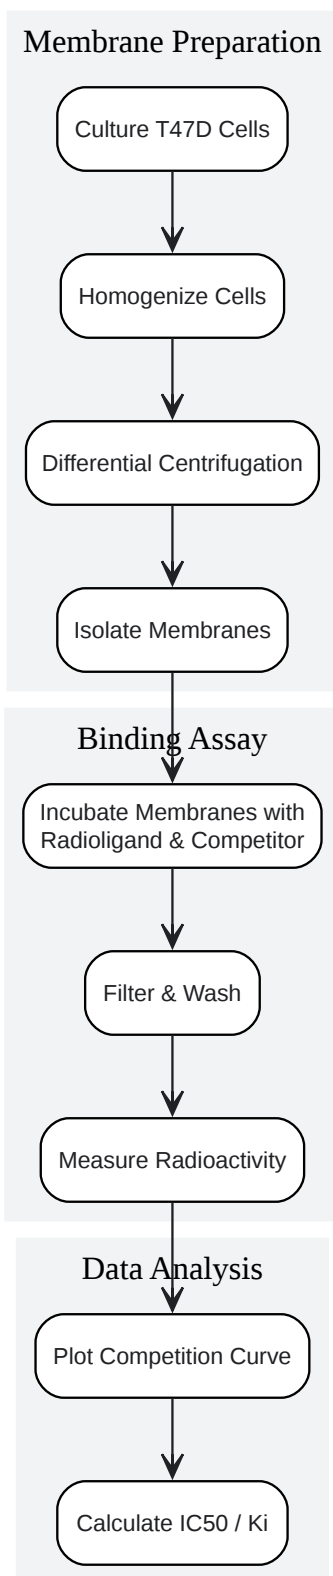 Membrane Preparation
Culture T47D Cells
Homogenize Cells
Differential Centrifugation
Isolate Membranes
Binding Assay
Incubate Membranes with
Radioligand & Competitor
Filter & Wash
Measure Radioactivity
Data Analysis
Plot Competition Curve
Calculate IC50 / Ki